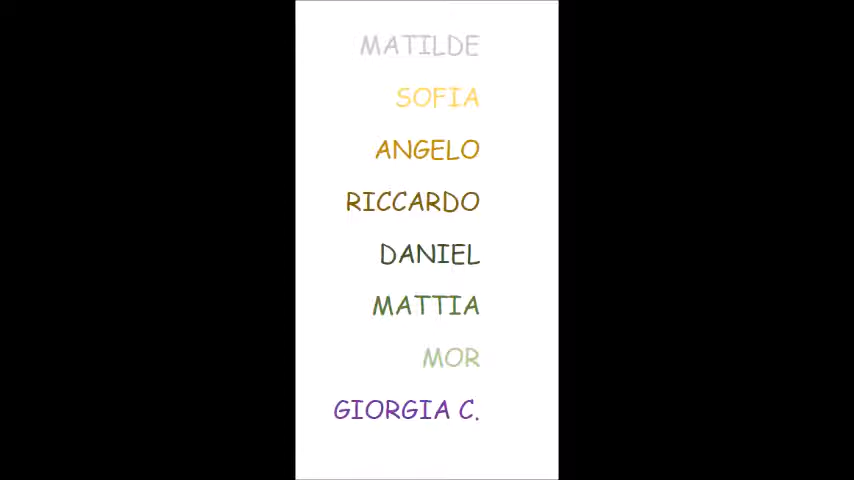 MATILDE
SOFIA
ANGELO
RICCARDO
DANIEL
MATTIA
MOR
GIORGIA C.